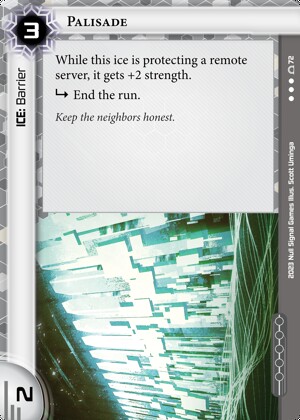 3
PALISADE
ICE: Barrier
While this ice is protecting a remote
server, it gets +2 strength.
↳ End the run.
Keep the neighbors honest.
72
2023 Null Signal Games Illus. Scott Uminga
2